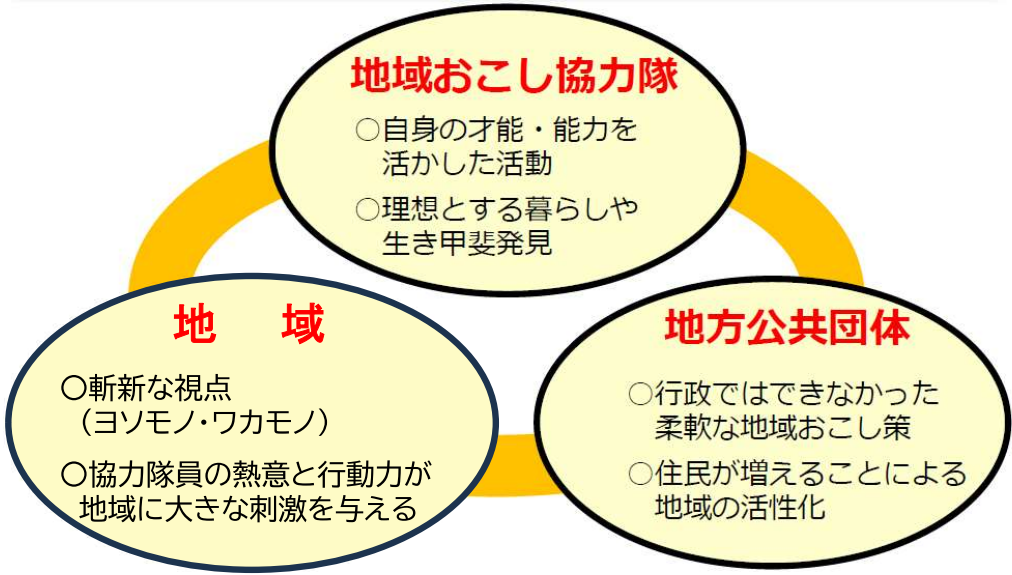 地域おこし協力隊
○自身の才能・能力を
活かした活動
○理想とする暮らしや
生き甲斐発見
地　域
○斬新な視点
（ヨソモノ・ワカモノ）
○協力隊員の熱意と行動力が
地域に大きな刺激を与える
地方公共団体
○行政ではできなかった
柔軟な地域おこし策
○住民が増えることによる
地域の活性化